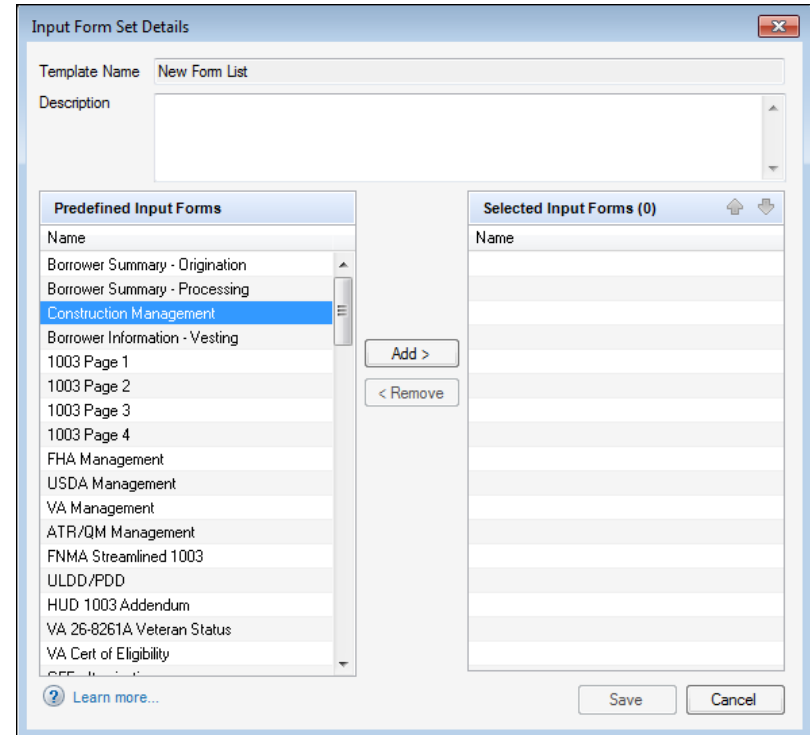 Input Form Set Details
Template Name New Form List
Description
Predefined Input Forms
Name
Borrower Summary - Origination
Borrower Summary - Processing
Construction Management
Borrower Information - Vesting
1003 Page 1
1003 Page 2
1003 Page 3
1003 Page 4
FHA Management
USDA Management
VA Management
ATR/QM Management
FNMA Streamlined 1003
ULDD/PDD
HUD 1003 Addendum
VA 26-8261A Veteran Status
VA Cert of Eligibility
Add >
< Remove
Selected Input Forms (0)
Name
Learn more...
Save
Cancel